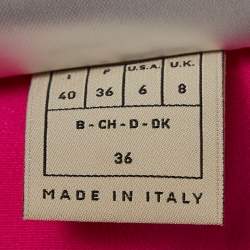 I F U.S.A. U.K.
40 36 6 8
B - CH - D - DK
36
MADE IN ITALY